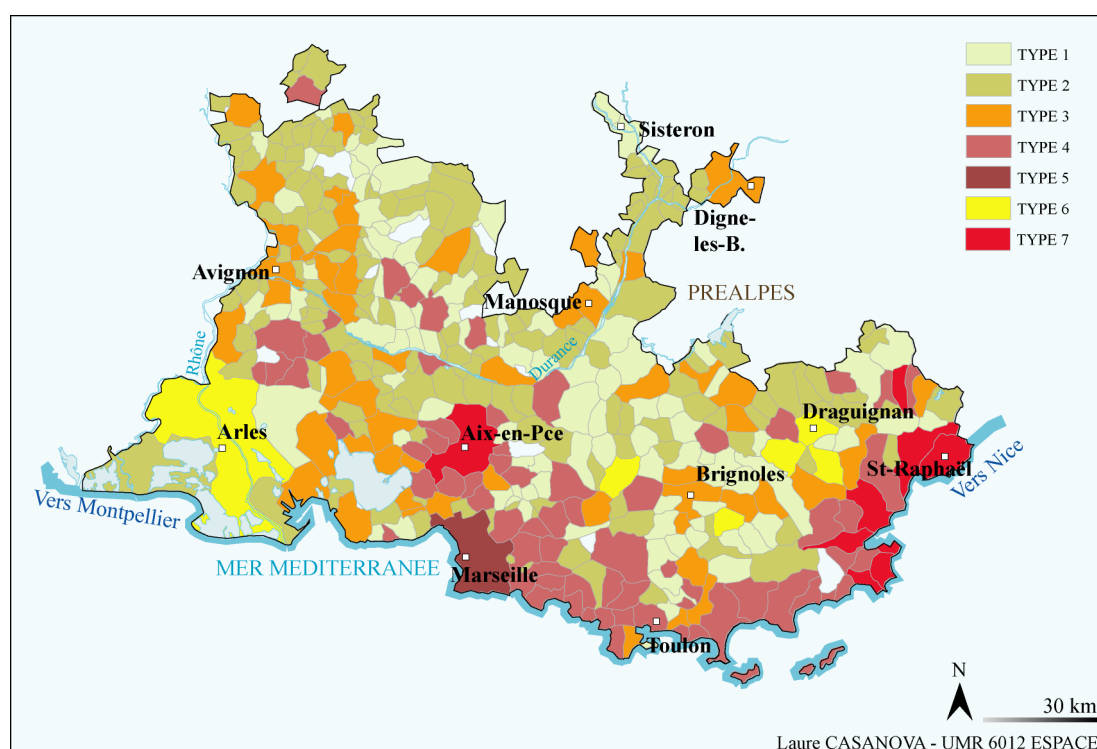 TYPE 1
TYPE 2
TYPE 3
TYPE 4
TYPE 5
TYPE 6
TYPE 7
Sisteron
Digne-
les-B.
Avignon
Manosque
PREALPES
Rhône
Durance
Draguignan
Arles
Aix-en-Pce
St-Raphaël
Brignoles
Vers Nice
Vers Montpellier
MER MEDITERRANEE
Marseille
Toulon
N
30 km
Laure CASANOVA - UMR 6012 ESPACE